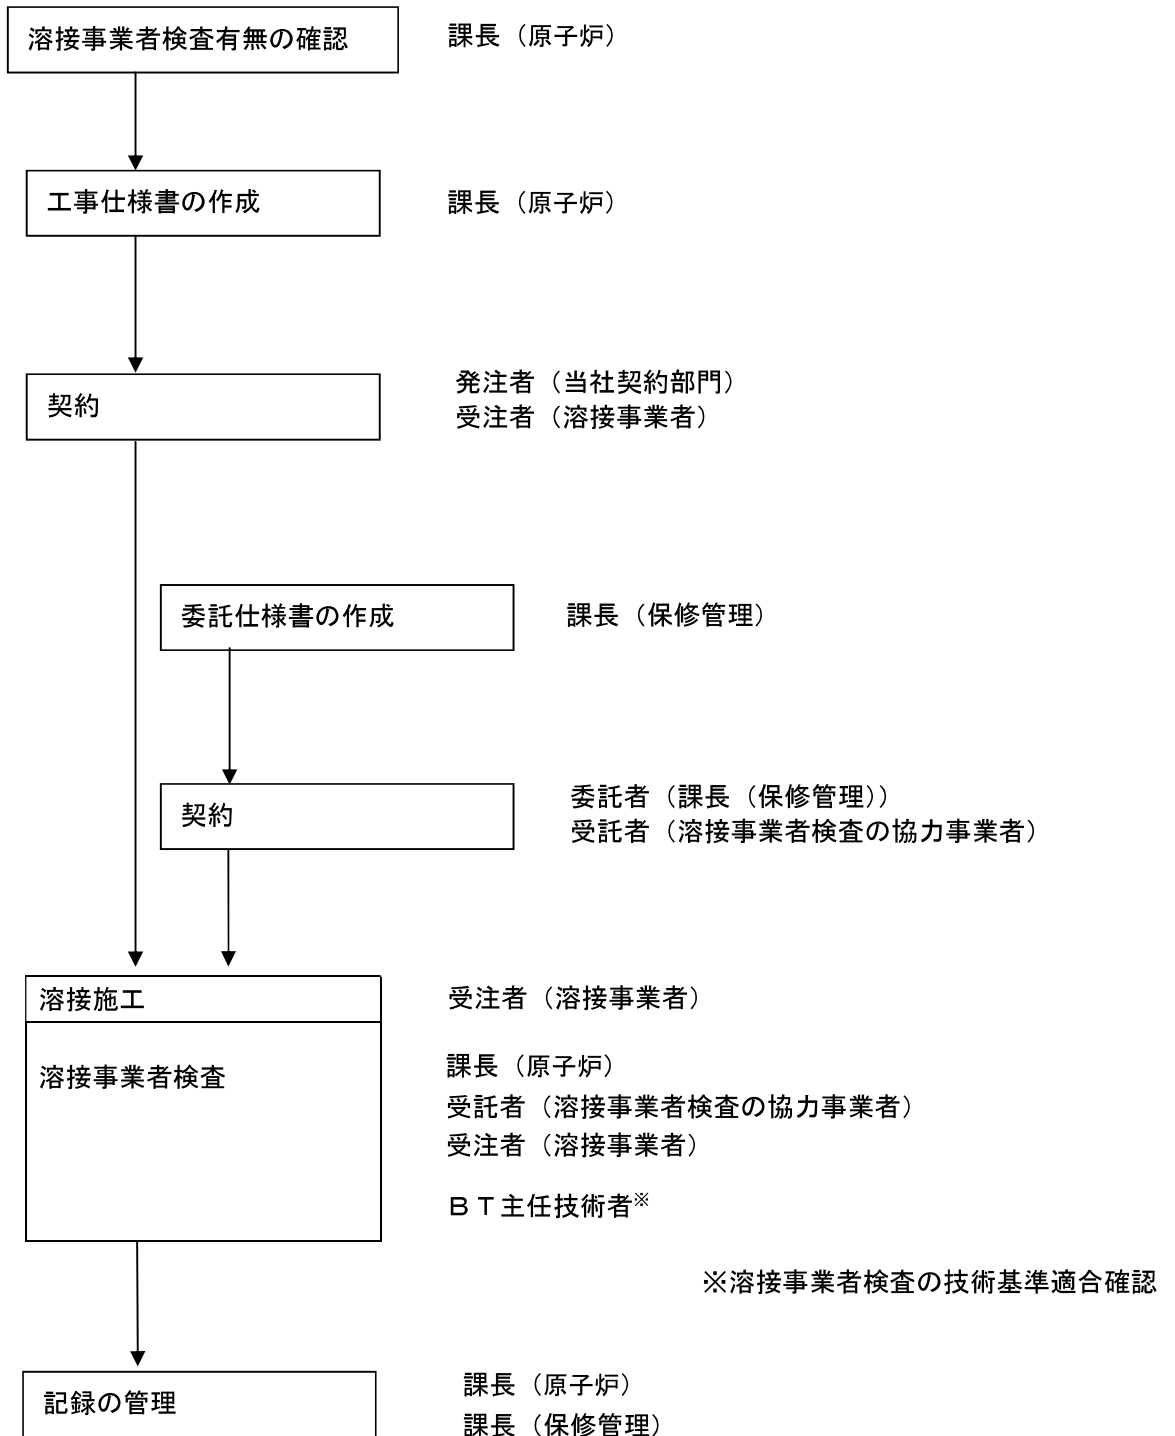 溶接事業者検査有無の確認
課長（原子炉）
工事仕様書の作成
課長（原子炉）
契約
発注者（当社契約部門）
受注者（溶接事業者）
委託仕様書の作成
課長（保修管理）
契約
委託者（課長（保修管理））
受託者（溶接事業者検査の協力事業者）
溶接施工
受注者（溶接事業者）
溶接事業者検査
課長（原子炉）
受託者（溶接事業者検査の協力事業者）
受注者（溶接事業者）
ＢＴ主任技術者※
※溶接事業者検査の技術基準適合確認
記録の管理
課長（原子炉）
課長（保修管理）